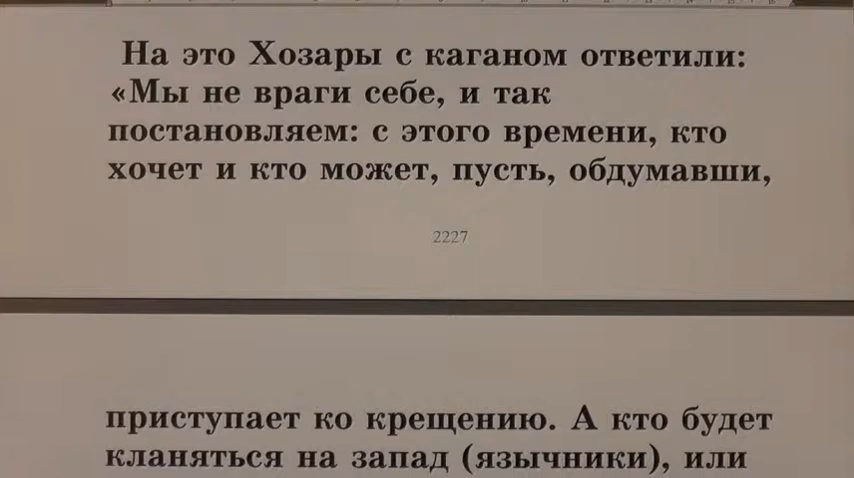 На это Хозары с каганом ответили:
«Мы не враги себе, и так
постановляем: с этого времени, кто
хочет и кто может, пусть, обдумавши,
2227
приступает ко крещению. А кто будет
кланяться на запад (язычники), или